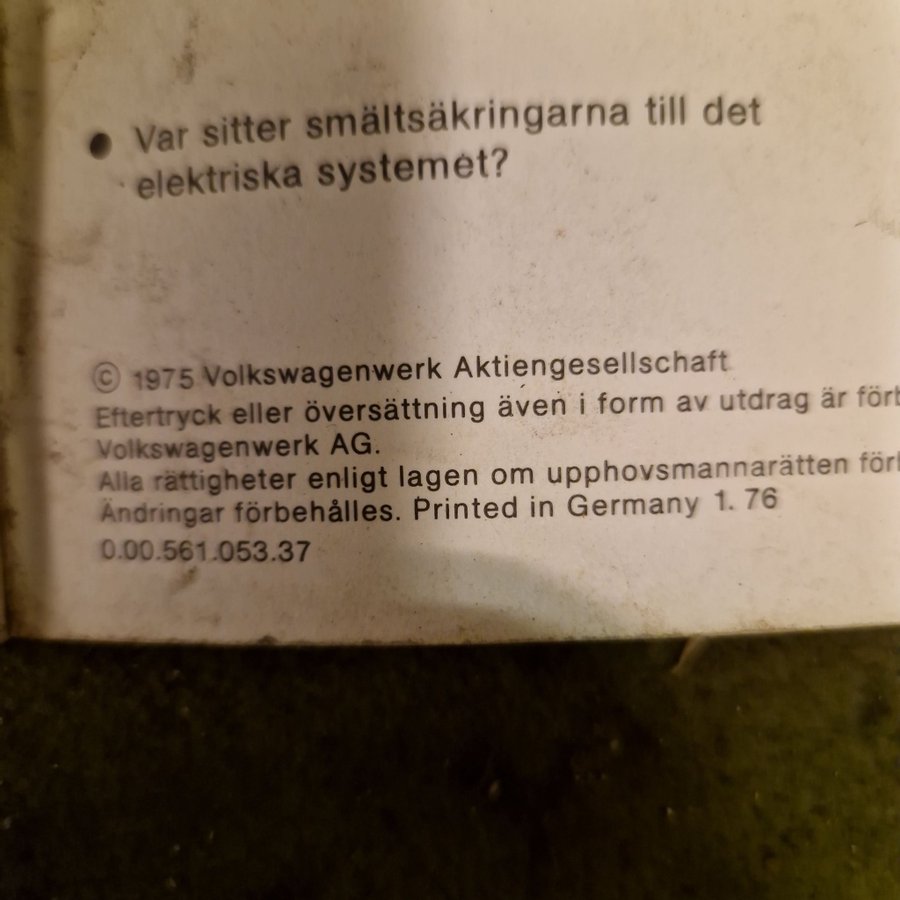 ● Var sitter smältsäkringarna till det
elektriska systemet?
© 1975 Volkswagenwerk Aktiengesellschaft
Eftertryck eller översättning även i form av utdrag är
Volkswagenwerk AG.
Alla rättigheter enligt lagen om upphovsmannarätten
Ändringar förbehålles. Printed in Germany 1. 76
0.00.561.053.37